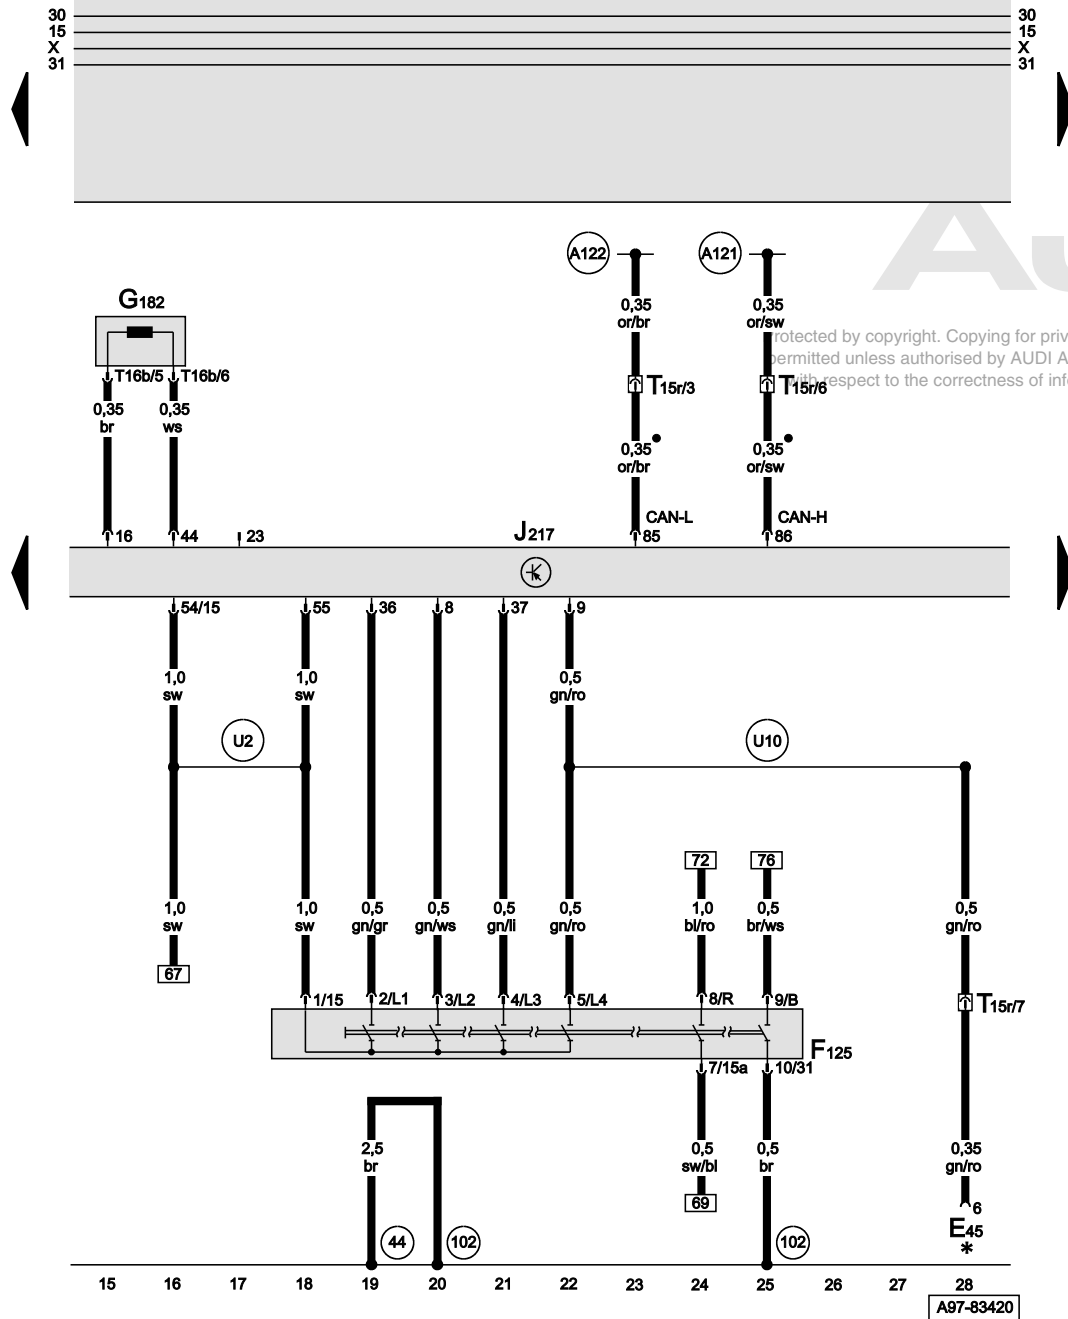 30 30
15 15
X X
31 31
Au
A122 A121
G182
0,35 0,35
or/br or/sw
rotected by copyright. Copying for priv
ermitted unless authorised by AUDI A
with respect to the correctness of inf
T16b/5 T16b/6
T15r/3 T15r/6
0,35 0,35
br ws
0,35 0,35
or/br or/sw
CAN-L CAN-H
16 44 23 J217 85 86
54/15 55 36 8 37 9
1,0 1,0 0,5
sw sw gn/ro
U2 U10
72 76
1,0 1,0 0,5 0,5 0,5 0,5 1,0 0,5 0,5
sw sw gn/gr gn/ws gn/li gn/ro bl/ro br/ws gn/ro
67
1/15 2/L1 3/L2 4/L3 5/L4 8/R 9/B T15r/7
F125
7/15a 10/31
2,5 0,5 0,5 0,35
br sw/bl br gn/ro
69 6
E45
*
44 102 102
15 16 17 18 19 20 21 22 23 24 25 26 27 28
A97-83420